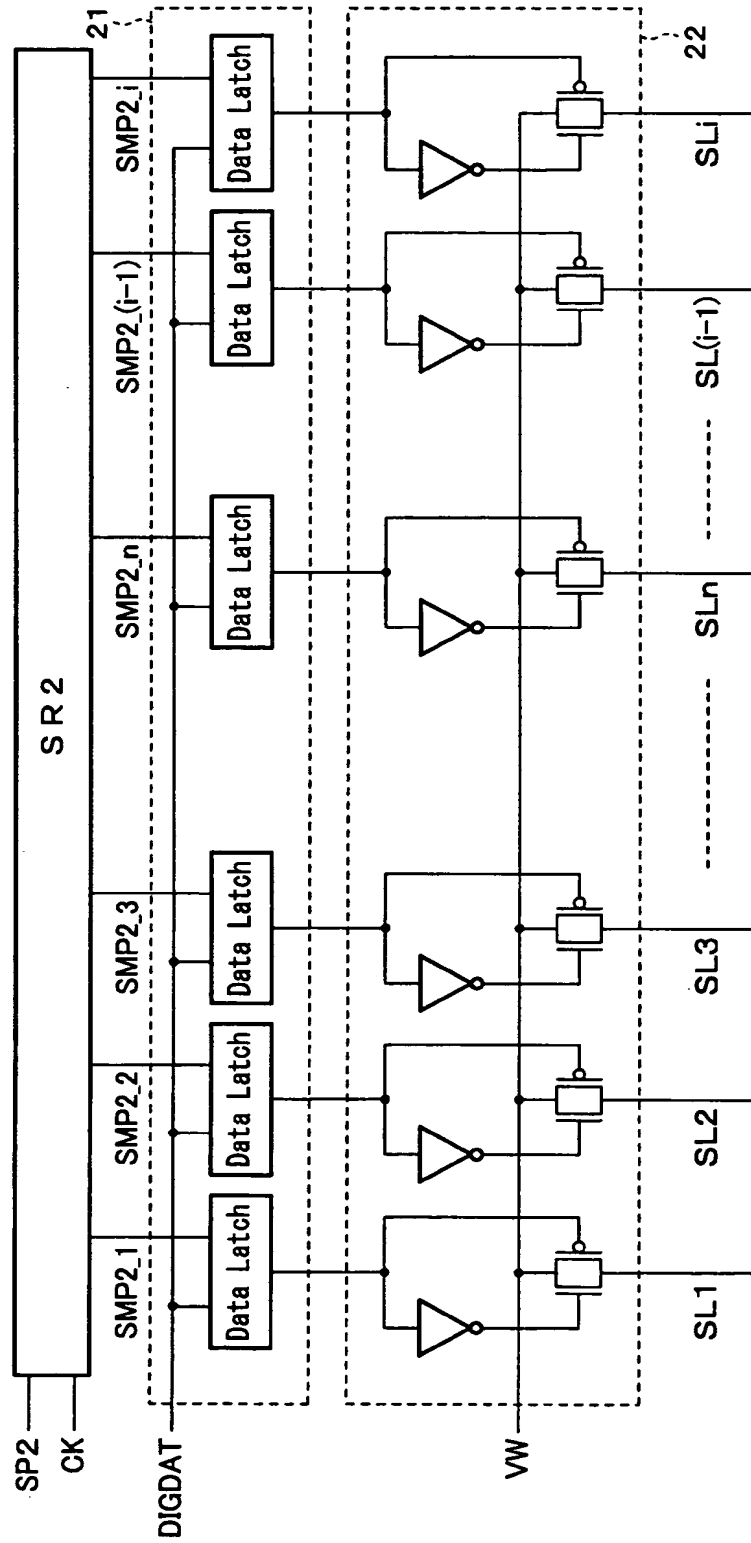 SP2
CK
SR2
SMP2_1
SMP2_2
SMP2_3
SMP2_n
SMP2_(i-1)
SMP2_i
21
DIGDAT
Data Latch
Data Latch
Data Latch
Data Latch
Data Latch
Data Latch
VW
22
SL1
SL2
SL3
SLn
SL(i-1)
SLi